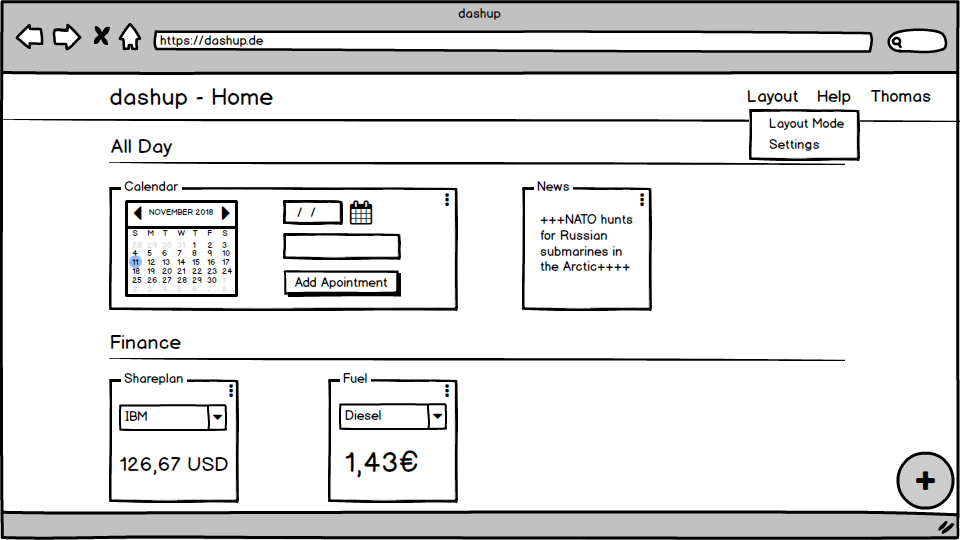 dashup
https://dashup.de
dashup - Home
Layout Help Thomas
Layout Mode
Settings
All Day
Calendar
NOVEMBER 2018
S M T W T F S
28 29 30 31 1 2 3
4 5 6 7 8 9 10
11 12 13 14 15 16 17
18 19 20 21 22 23 24
25 26 27 28 29 30 1
2 3 4 5 6 7 8
/ /
Add Apointment
News
+++NATO hunts
for Russian
submarines in
the Arctic++++
Finance
Shareplan
IBM
126,67 USD
Fuel
Diesel
1,43€